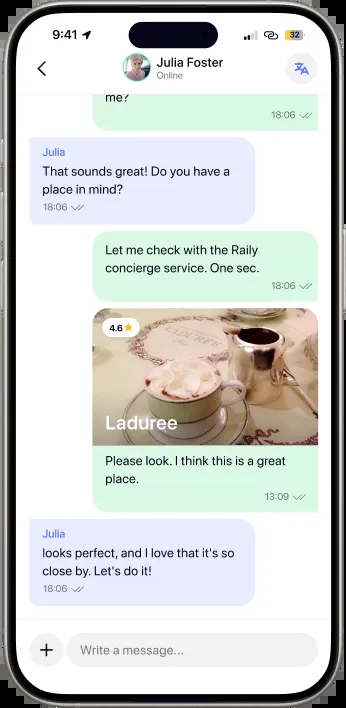 9:41
32
Julia Foster
Online
me?
18:06
Julia
That sounds great! Do you have a
place in mind?
18:06
Let me check with the Raily
concierge service. One sec.
18:06
4.6
LADUREE
Laduree
Please look. I think this is a great
place.
13:09
Julia
looks perfect, and I love that it's so
close by. Let's do it!
18:06
Write a message...